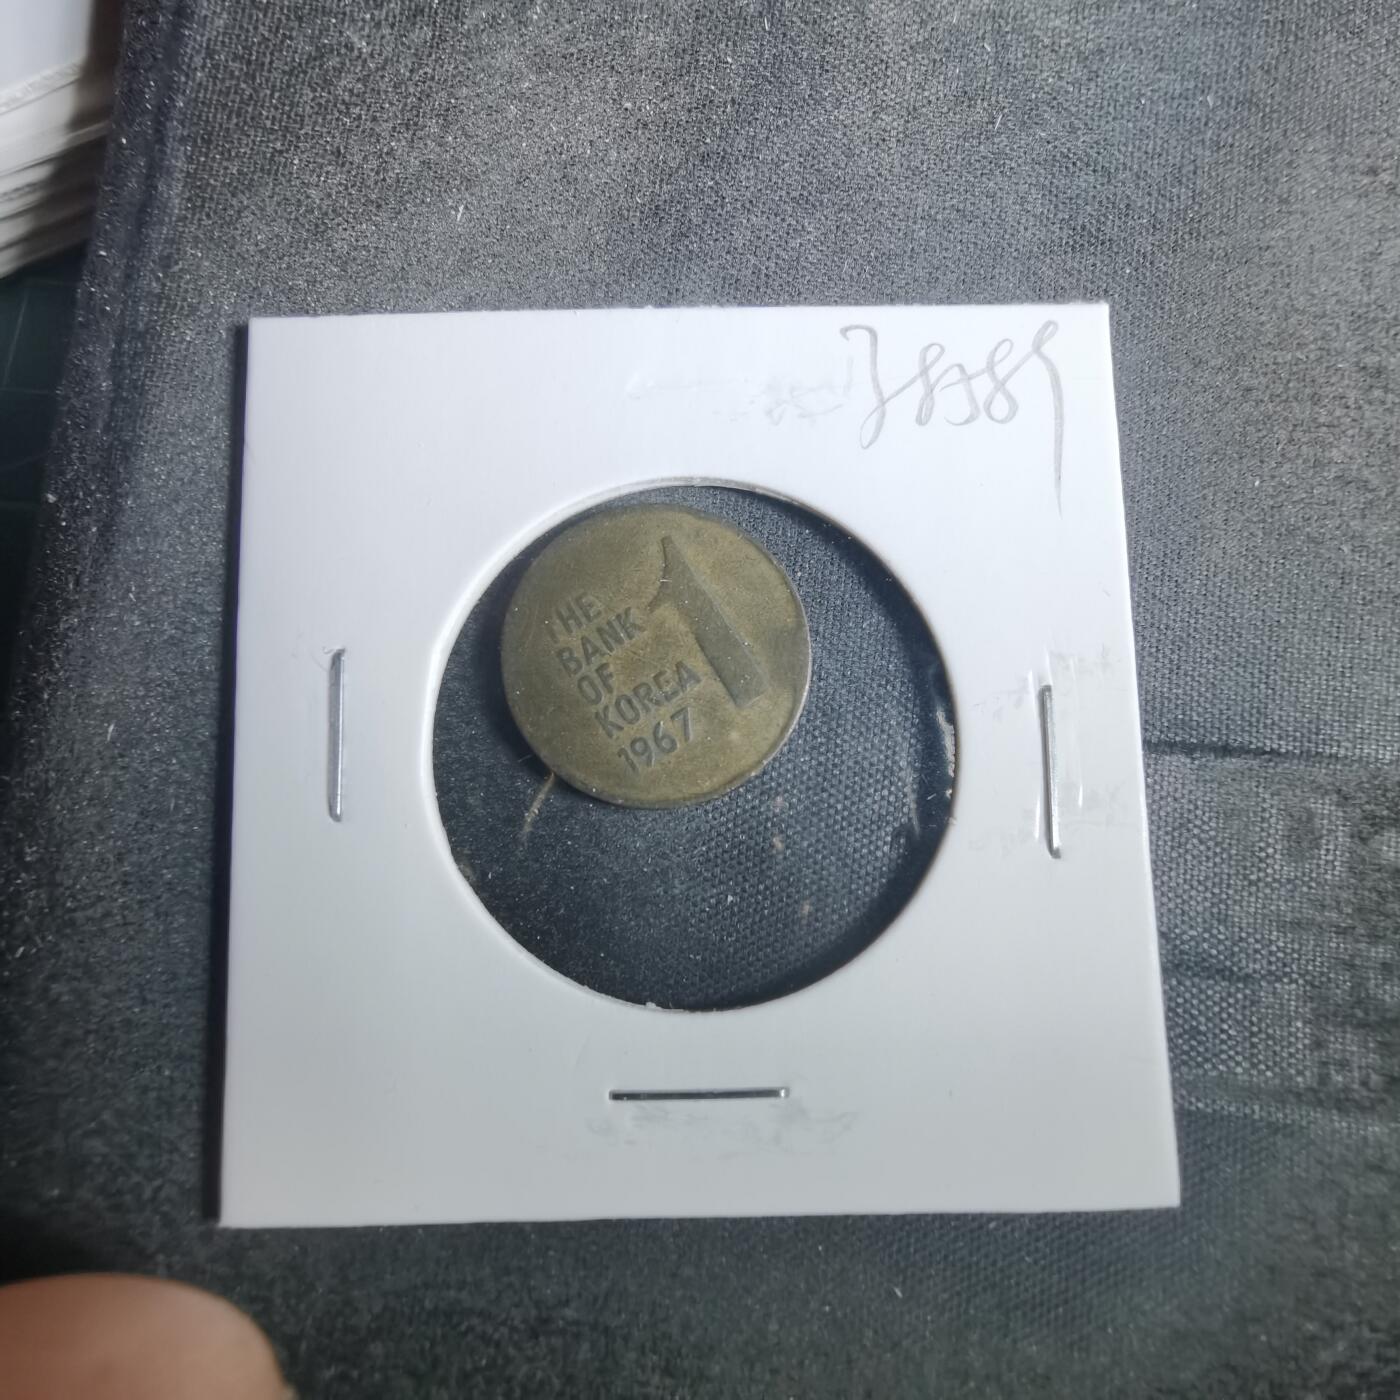 THE
BANK
OF
KOREA
1967
1